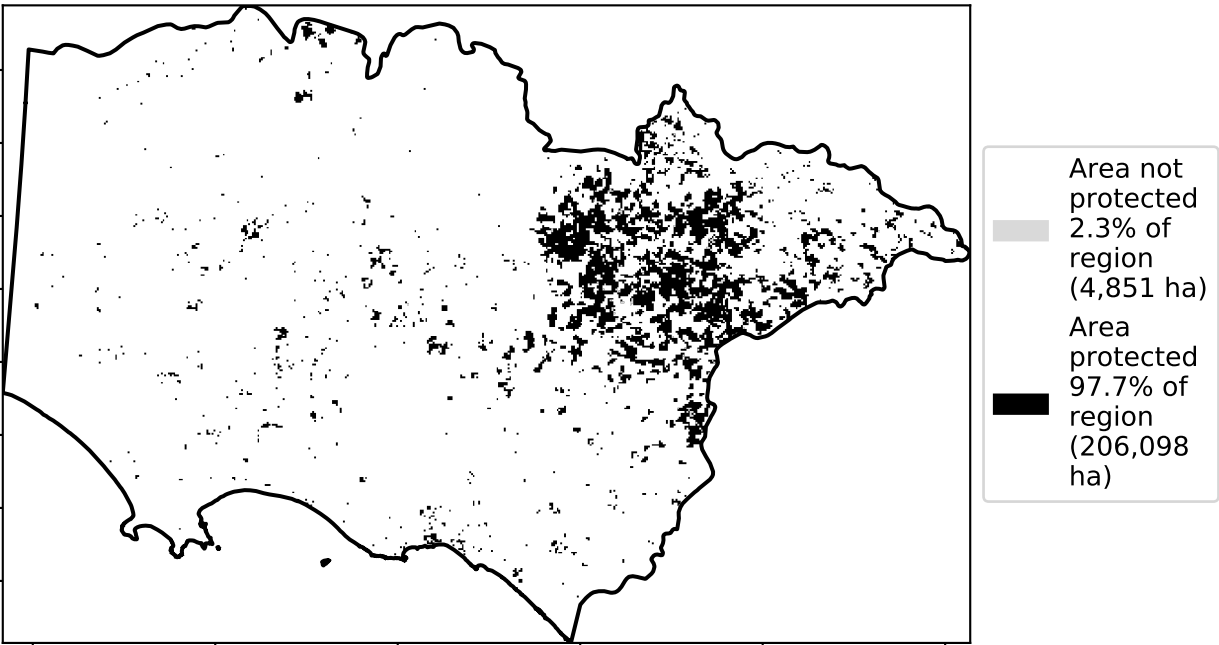 Area not
protected
2.3% of
region
(4,851 ha)
Area
protected
97.7% of
region
(206,098
ha)